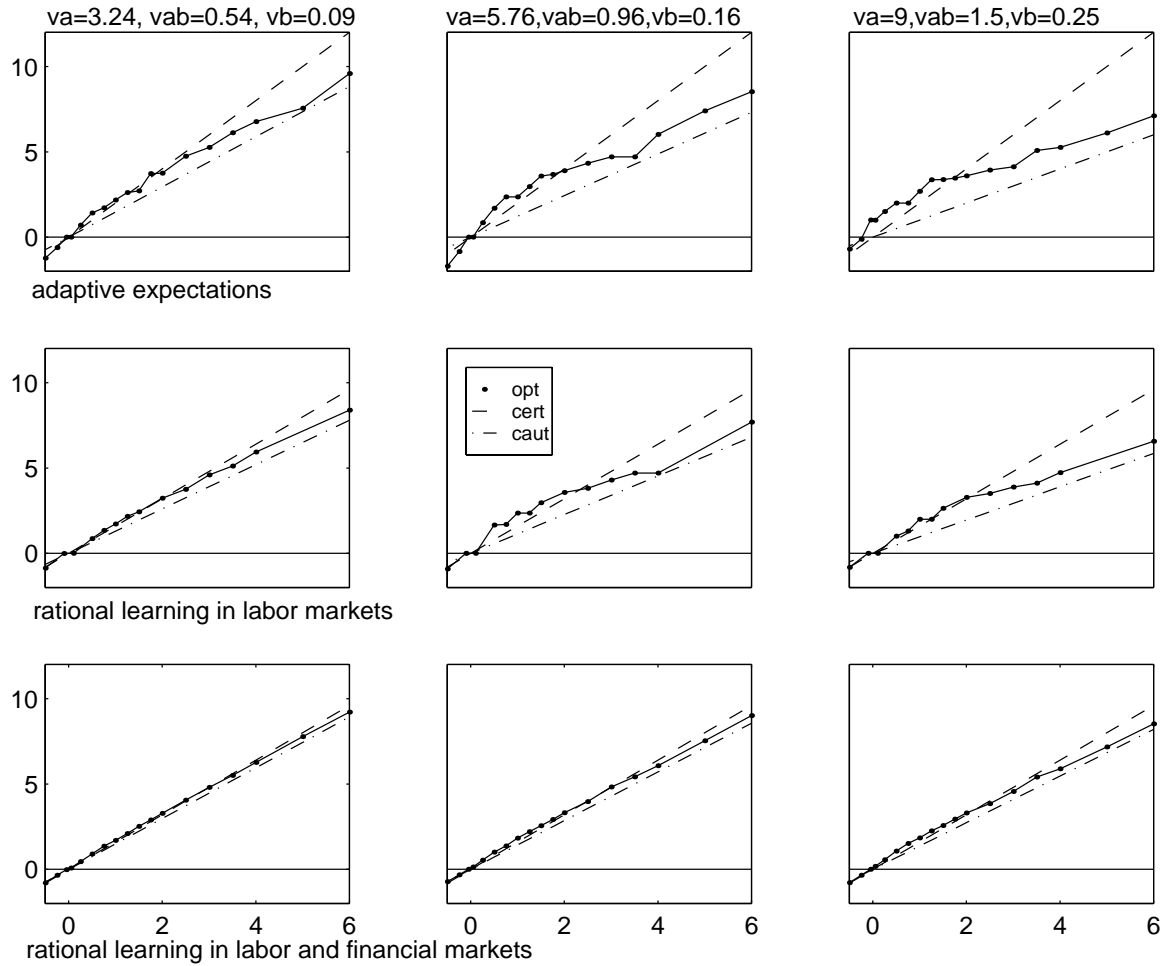 va=3.24, vab=0.54, vb=0.09
va=5.76,vab=0.96,vb=0.16
va=9,vab=1.5,vb=0.25
10
5
0
adaptive expectations
10
5
0
opt
cert
caut
rational learning in labor markets
10
5
0
0 2 4 6
0 2 4 6
0 2 4 6
rational learning in labor and financial markets